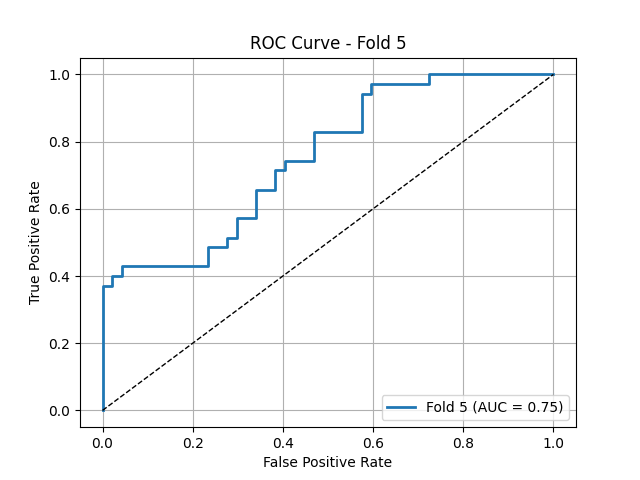 ROC Curve - Fold 5
True Positive Rate
1.0
0.8
0.6
0.4
0.2
0.0
Fold 5 (AUC = 0.75)
0.0 0.2 0.4 0.6 0.8 1.0
False Positive Rate